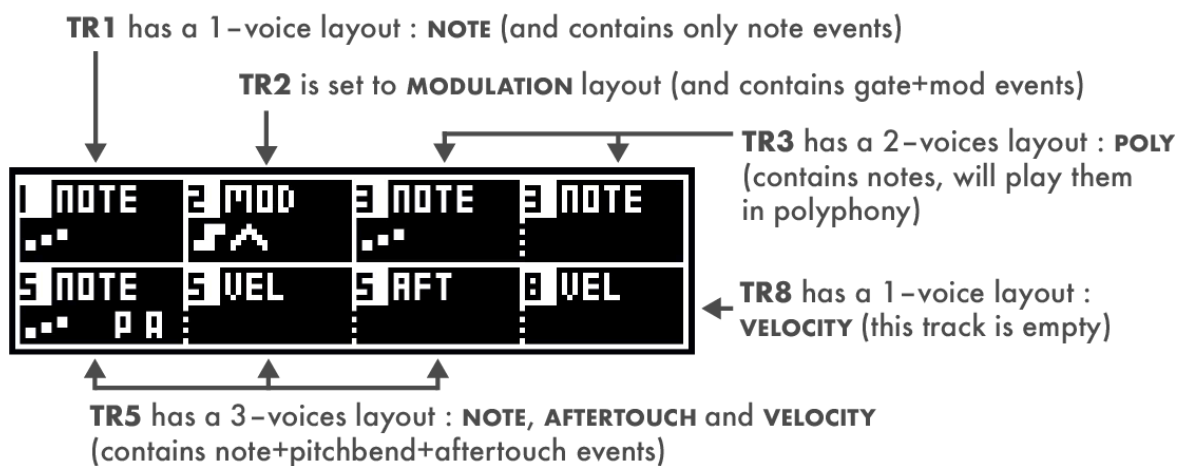 TR1 has a 1–voice layout : NOTE (and contains only note events)
TR2 is set to MODULATION layout (and contains gate+mod events)
TR3 has a 2–voices layout : POLY
(contains notes, will play them
in polyphony)
1 NOTE 2 MOD 3 NOTE 3 NOTE
5 NOTE 5 VEL 5 AFT 8 VEL
P A
TR8 has a 1–voice layout :
VELOCITY (this track is empty)
TR5 has a 3–voices layout : NOTE, AFTERTOUCH and VELOCITY
(contains note+pitchbend+aftertouch events)